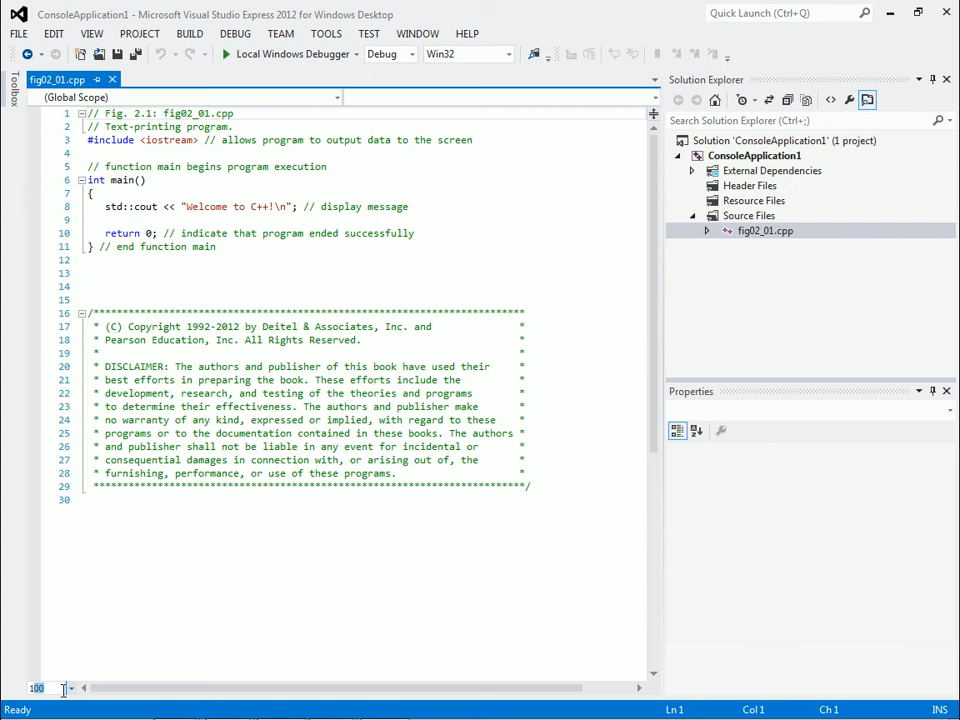 ConsoleApplication1 - Microsoft Visual Studio Express 2012 for Windows Desktop
Quick Launch (Ctrl+Q)
FILE EDIT VIEW PROJECT BUILD DEBUG TEAM TOOLS TEST WINDOW HELP
Local Windows Debugger Debug Win32
Toolbox
fig02_01.cpp
(Global Scope)
1 // Fig. 2.1: fig02_01.cpp
2 // Text-printing program.
3 #include <iostream> // allows program to output data to the screen
4
5 // function main begins program execution
6 int main()
7 {
8 std::cout << "Welcome to C++!\n"; // display message
9
10 return 0; // indicate that program ended successfully
11 } // end function main
12
13
14
15
16 /**************************************************************************
17 * (C) Copyright 1992-2012 by Deitel & Associates, Inc. and *
18 * Pearson Education, Inc. All Rights Reserved. *
19 * *
20 * DISCLAIMER: The authors and publisher of this book have used their *
21 * best efforts in preparing the book. These efforts include the *
22 * development, research, and testing of the theories and programs *
23 * to determine their effectiveness. The authors and publisher make *
24 * no warranty of any kind, expressed or implied, with regard to these *
25 * programs or to the documentation contained in these books. The authors *
26 * and publisher shall not be liable in any event for incidental or *
27 * consequential damages in connection with, or arising out of, the *
28 * furnishing, performance, or use of these programs. *
29 **************************************************************************/
30
100
Solution Explorer
Search Solution Explorer (Ctrl+;)
Solution 'ConsoleApplication1' (1 project)
ConsoleApplication1
External Dependencies
Header Files
Resource Files
Source Files
fig02_01.cpp
Properties
Ready Ln 1 Col 1 Ch 1 INS